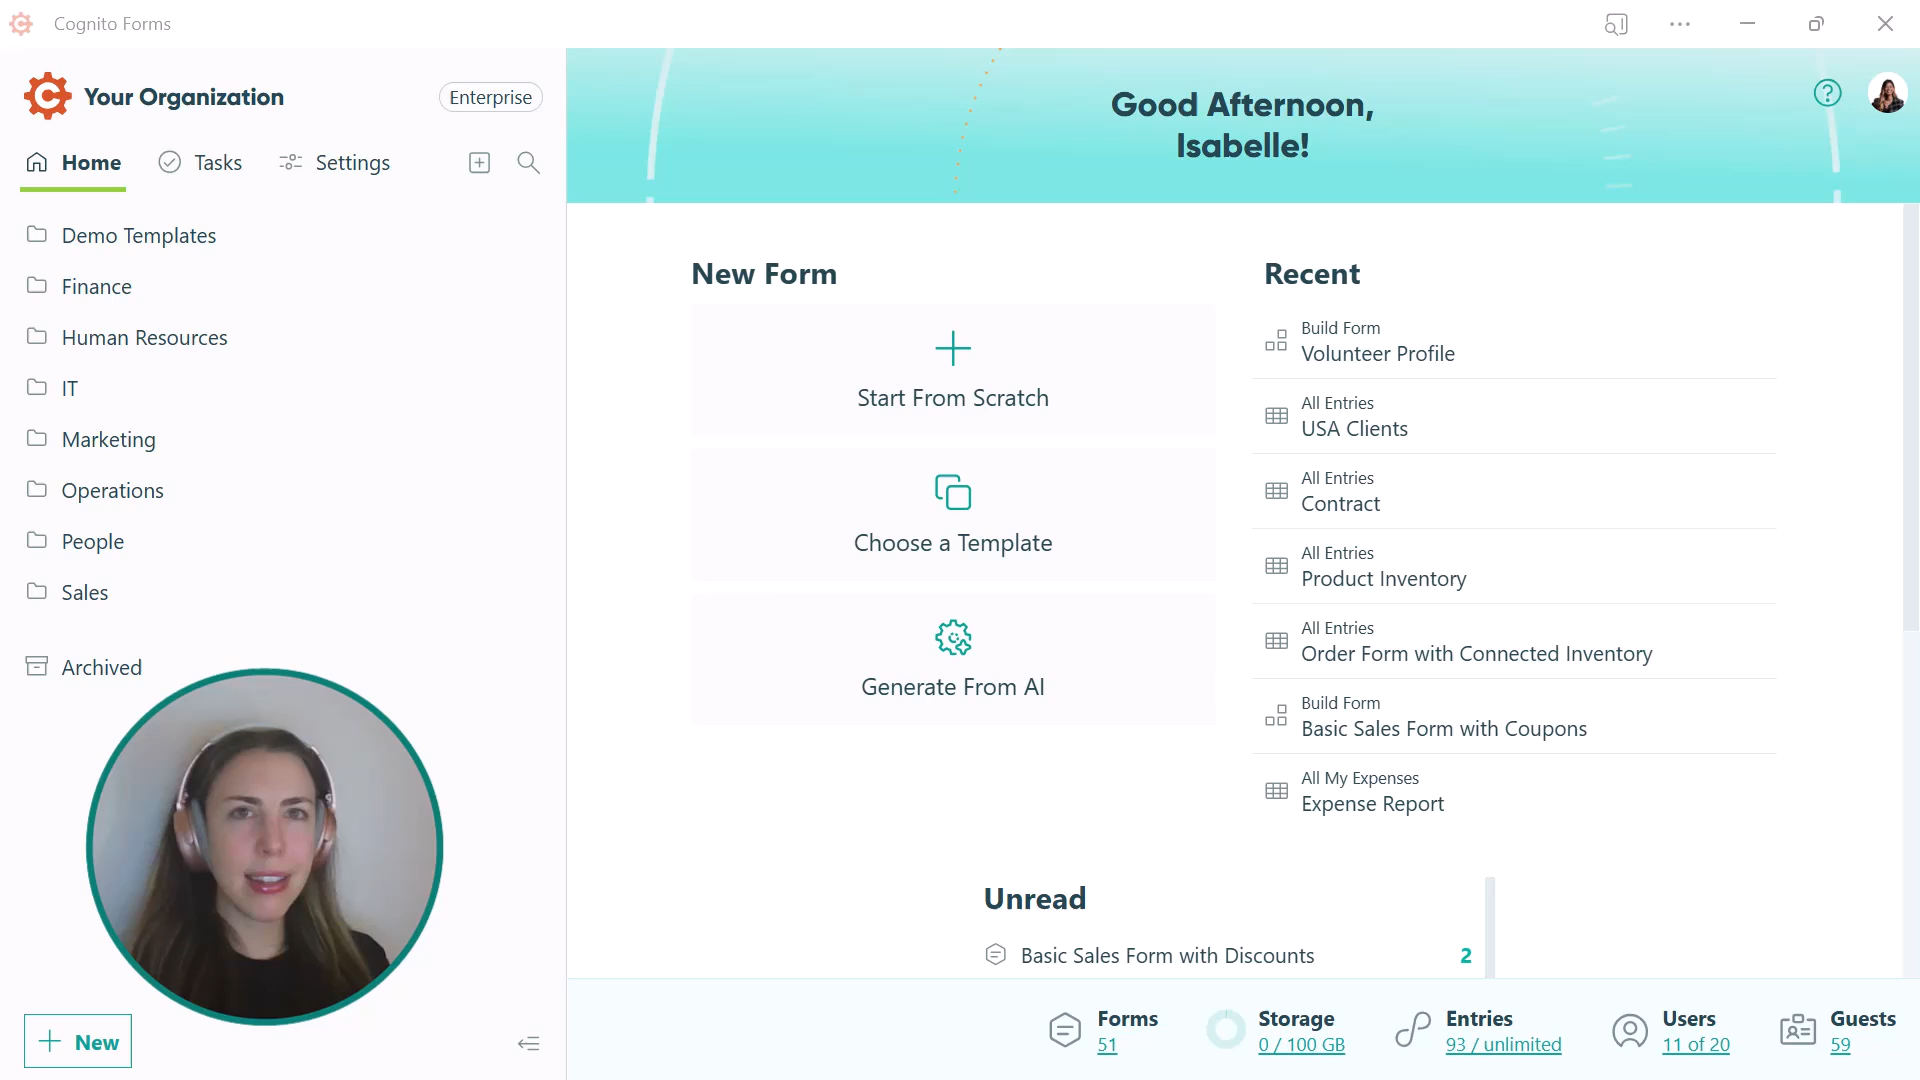 Cognito Forms
Your Organization
Enterprise
Home
Tasks
Settings
Demo Templates
Finance
Human Resources
IT
Marketing
Operations
People
Sales
Archived
New
Good Afternoon,
Isabelle!
New Form
Start From Scratch
Choose a Template
Generate From AI
Recent
Build Form
Volunteer Profile
All Entries
USA Clients
All Entries
Contract
All Entries
Product Inventory
All Entries
Order Form with Connected Inventory
Build Form
Basic Sales Form with Coupons
All My Expenses
Expense Report
Unread
Basic Sales Form with Discounts 2
Forms
51
Storage
0 / 100 GB
Entries
93 / unlimited
Users
11 of 20
Guests
59